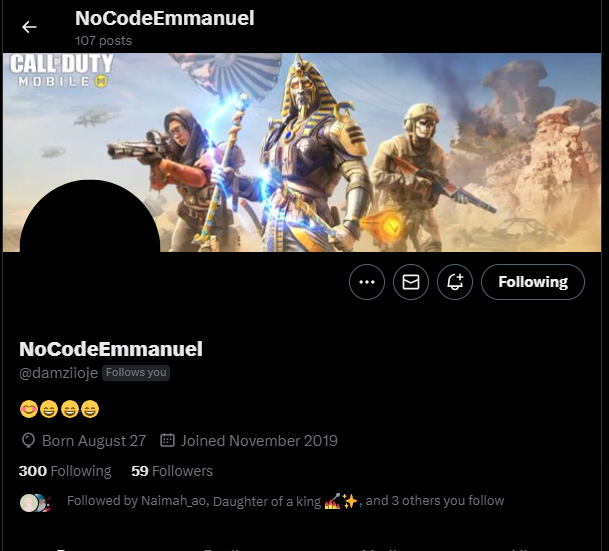 NoCodeEmmanuel
107 posts
CALL OF DUTY
MOBILE
Following
NoCodeEmmanuel
@damziioje Follows you
Born August 27 Joined November 2019
300 Following 59 Followers
Followed by Naimah_ao, Daughter of a king 💅✨, and 3 others you follow